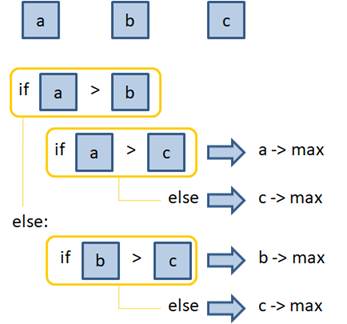 a b c
if a > b
if a > c a -> max
else c -> max
else:
if b > c b -> max
else c -> max